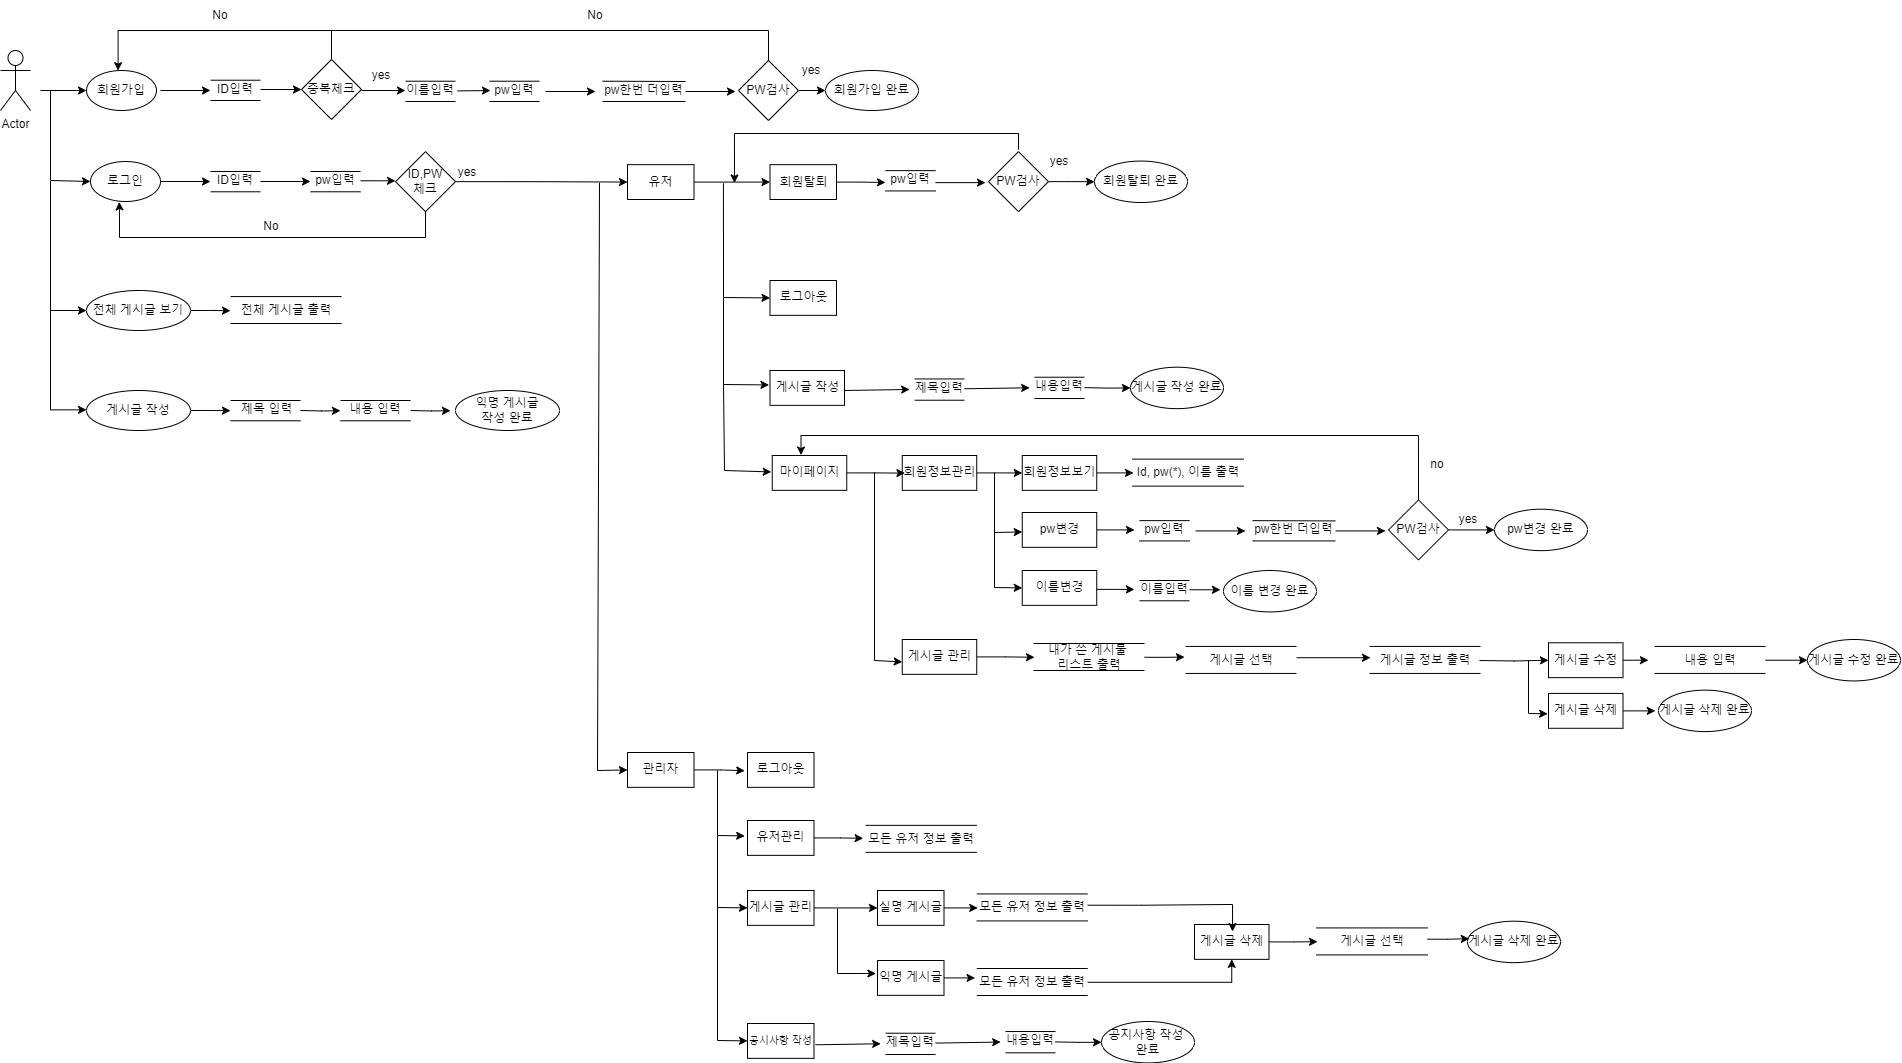 No
No
Actor
회원가입
ID입력
중복체크
yes
이름입력
pw입력
pw한번 더입력
PW검사
yes
회원가입 완료
로그인
ID입력
pw입력
ID,PW
체크
yes
No
유저
회원탈퇴
pw입력
PW검사
yes
회원탈퇴 완료
전체 게시글 보기
전체 게시글 출력
로그아웃
게시글 작성
제목 입력
내용 입력
익명 게시글
작성 완료
게시글 작성
제목입력
내용입력
게시글 작성 완료
마이페이지
회원정보관리
회원정보보기
Id, pw(*), 이름 출력
no
pw변경
pw입력
pw한번 더입력
PW검사
yes
pw변경 완료
이름변경
이름입력
이름 변경 완료
게시글 관리
내가 쓴 게시물
리스트 출력
게시글 선택
게시글 정보 출력
게시글 수정
내용 입력
게시글 수정 완료
게시글 삭제
게시글 삭제 완료
관리자
로그아웃
유저관리
모든 유저 정보 출력
게시글 관리
실명 게시글
모든 유저 정보 출력
게시글 삭제
게시글 선택
게시글 삭제 완료
익명 게시글
모든 유저 정보 출력
공시사항 작성
제목입력
내용입력
공지사항 작성
완료